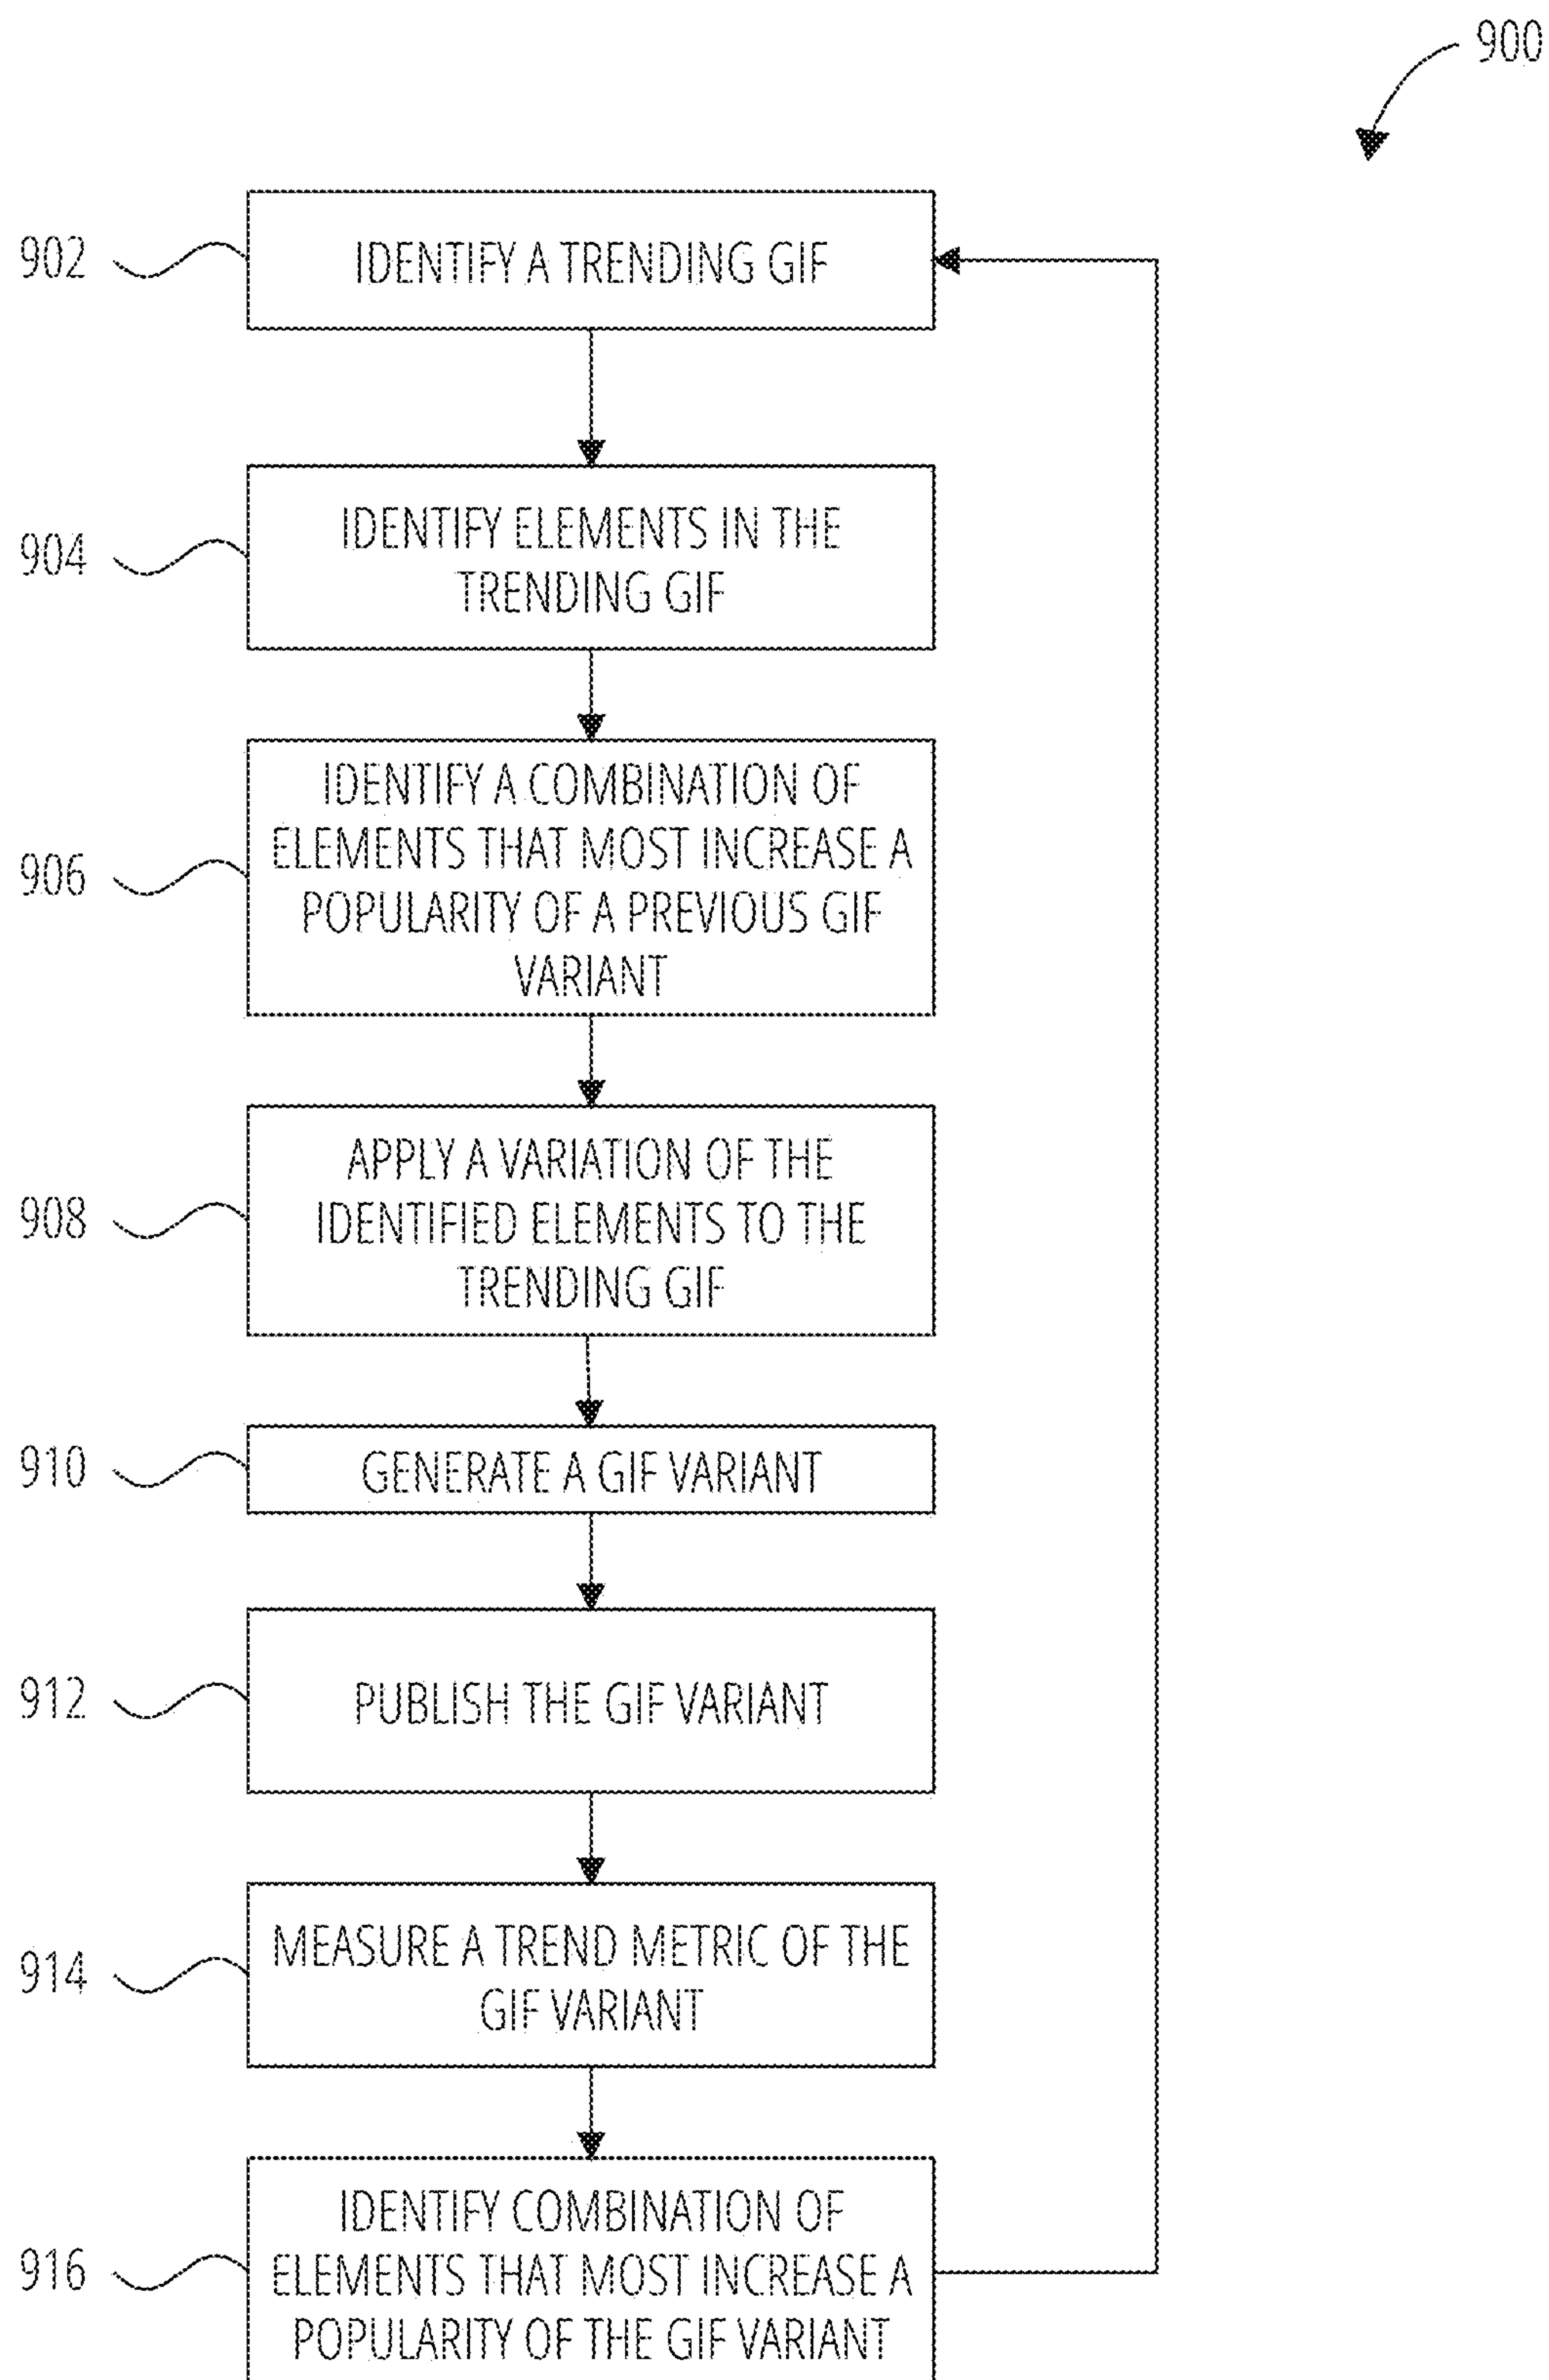 900
902
IDENTIFY A TRENDING GIF
904
IDENTIFY ELEMENTS IN THE
TRENDING GIF
906
IDENTIFY A COMBINATION OF
ELEMENTS THAT MOST INCREASE A
POPULARITY OF A PREVIOUS GIF
VARIANT
908
APPLY A VARIATION OF THE
IDENTIFIED ELEMENTS TO THE
TRENDING GIF
910
GENERATE A GIF VARIANT
912
PUBLISH THE GIF VARIANT
914
MEASURE A TREND METRIC OF THE
GIF VARIANT
916
IDENTIFY COMBINATION OF
ELEMENTS THAT MOST INCREASE A
POPULARITY OF THE GIF VARIANT